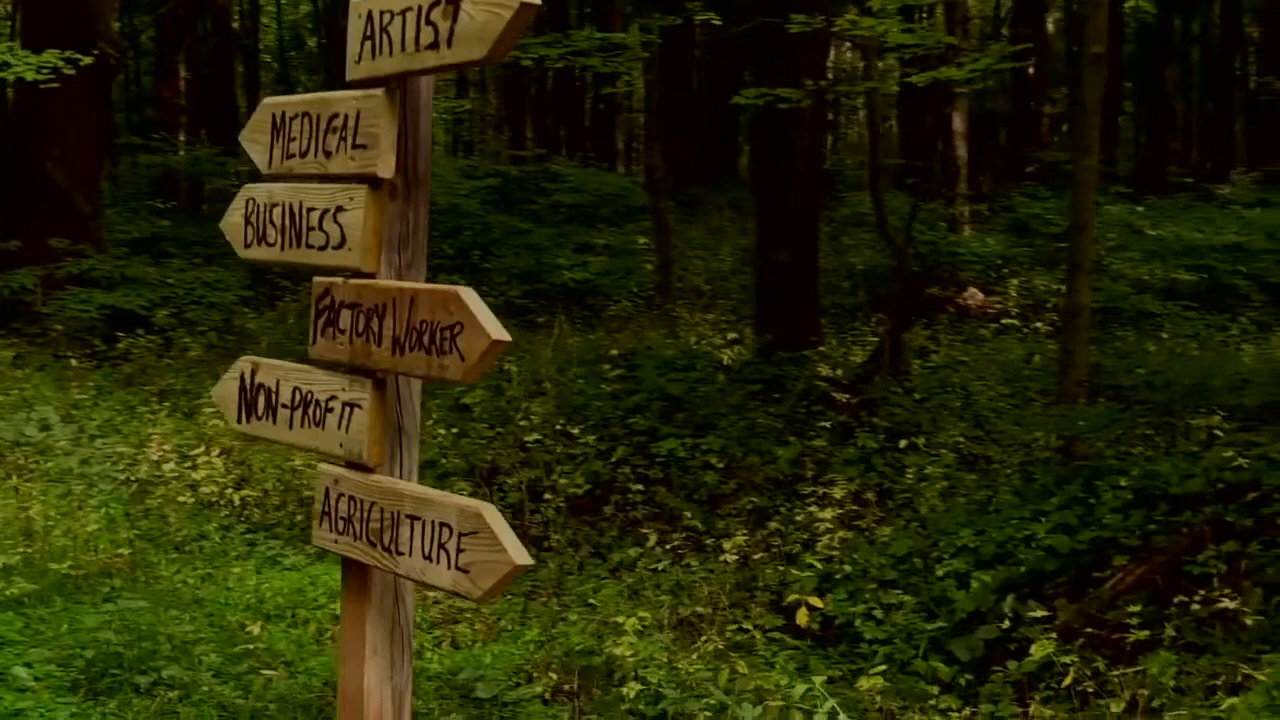 ARTIST
MEDICAL
BUSINESS
FACTORY WORKER
NON-PROFIT
AGRICULTURE